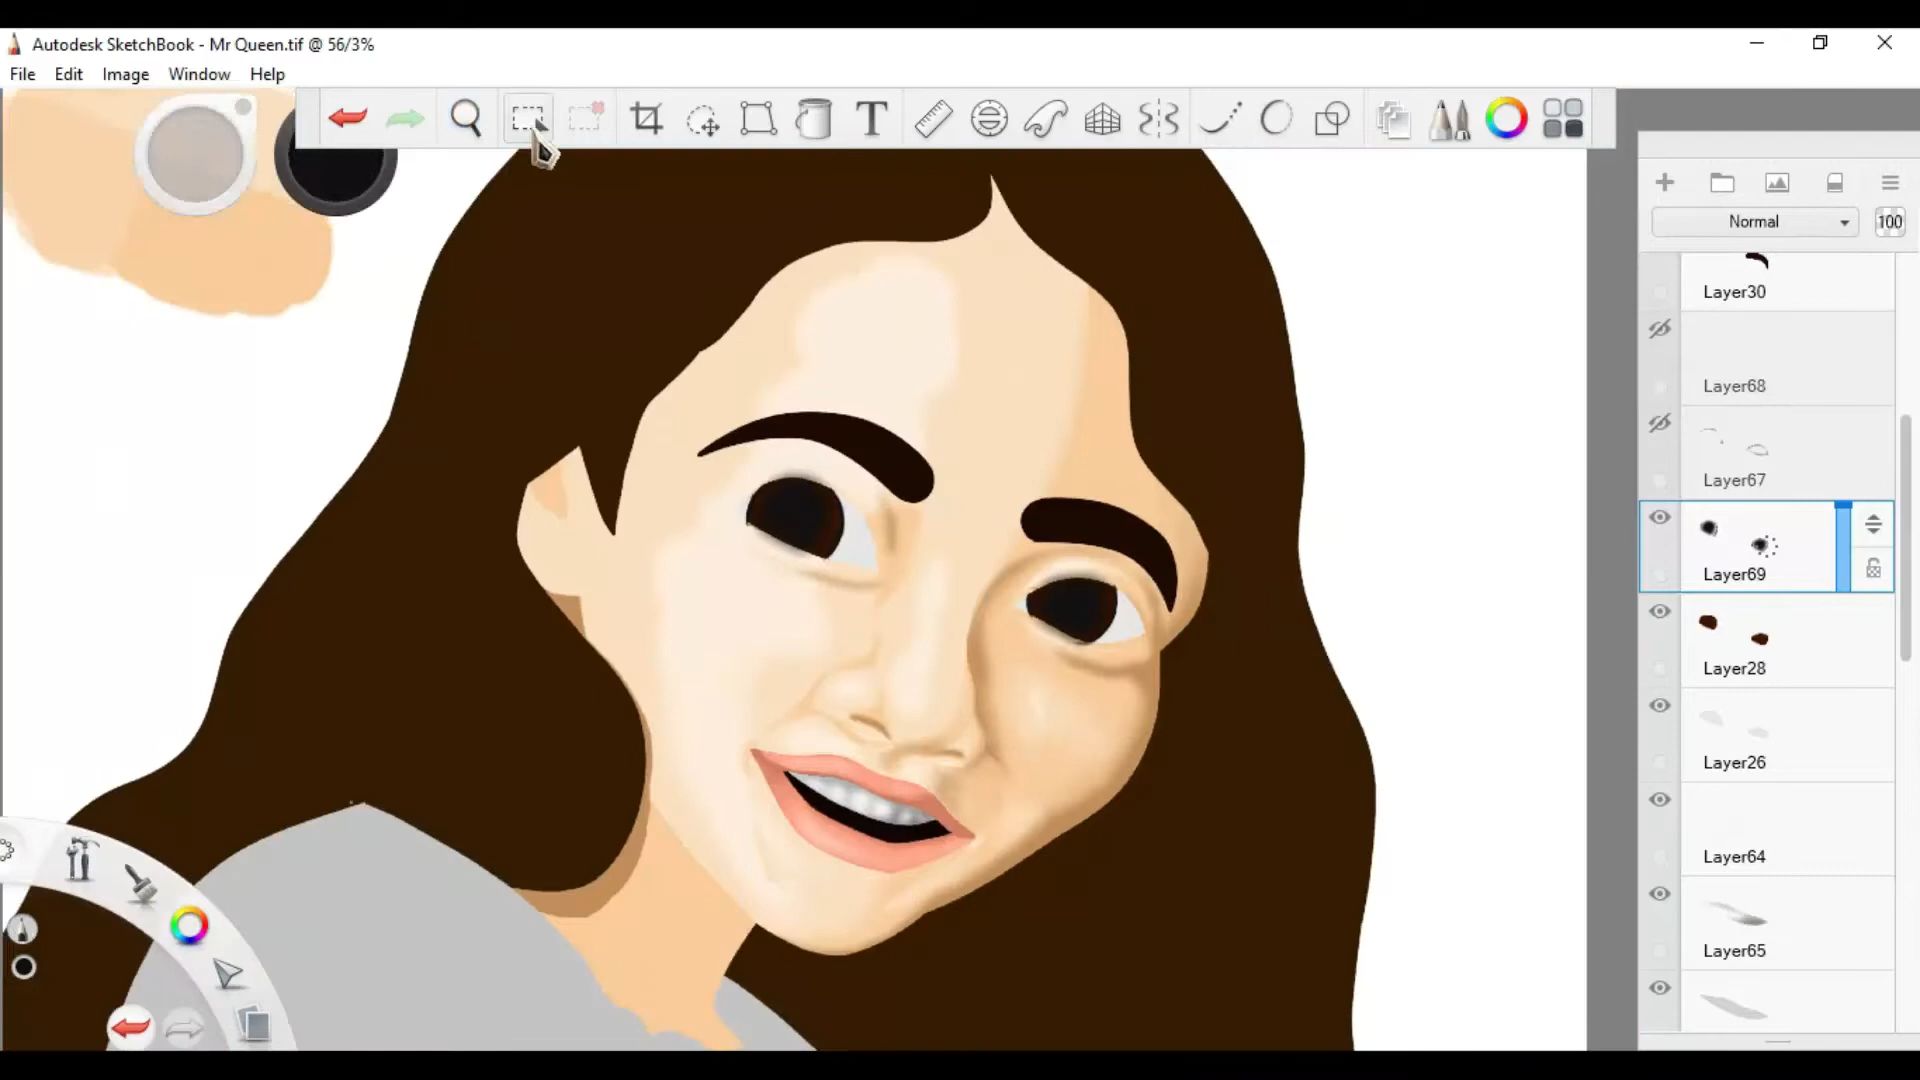 Autodesk SketchBook - Mr Queen.tif @ 56/3%
File Edit Image Window Help
T
Normal 100
Layer30
Layer68
Layer67
Layer69
Layer28
Layer26
Layer64
Layer65